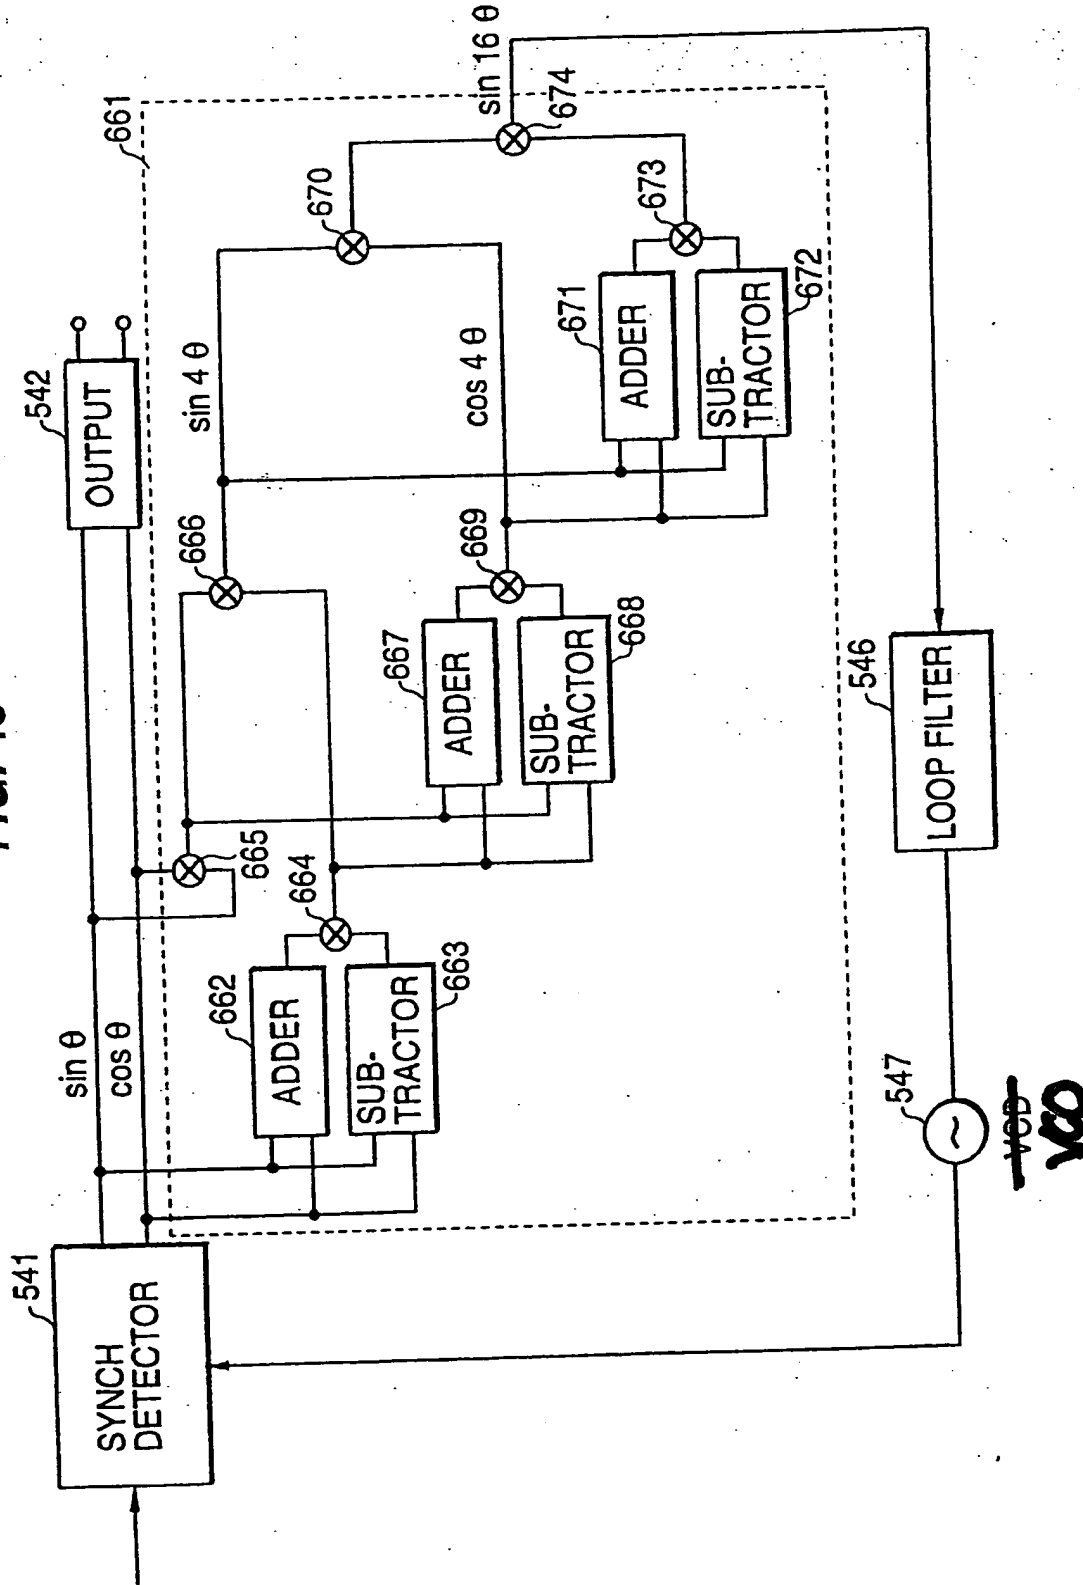 661
sin 16 θ
674
670
673
542
OUTPUT
sin 4 θ
cos 4 θ
671
ADDER
SUB-
TRACTOR
672
666
669
667
ADDER
SUB-
TRACTOR
668
665
664
546
LOOP FILTER
sin θ
cos θ
662
ADDER
SUB-
TRACTOR
663
547
~
VCD
VCO
541
SYNCH
DETECTOR